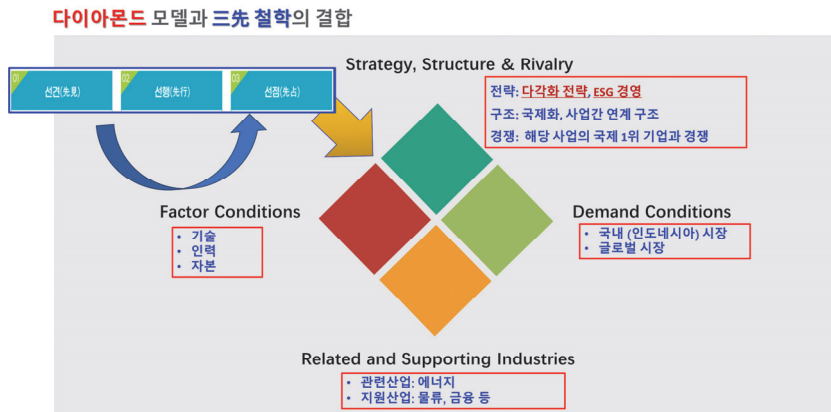 다이아몬드 모델과 三先 철학의 결합
Strategy, Structure & Rivalry
01
선견(先見)
02
선행(先行)
03
선점(先占)
전략: 다각화 전략, ESG 경영
구조: 국제화, 사업간 연계 구조
경쟁: 해당 사업의 국제 1위 기업과 경쟁
Factor Conditions
• 기술
• 인력
• 자본
Demand Conditions
• 국내 (인도네시아) 시장
• 글로벌 시장
Related and Supporting Industries
• 관련산업: 에너지
• 지원산업: 물류, 금융 등